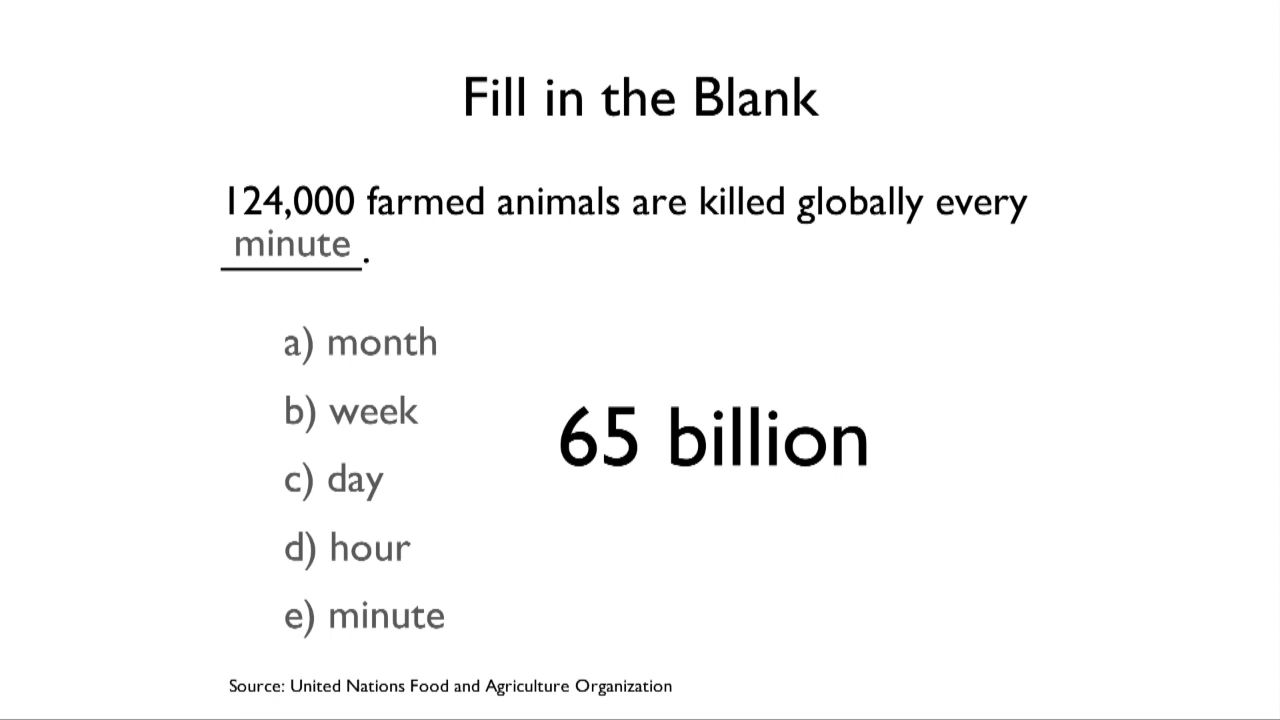 Fill in the Blank
124,000 farmed animals are killed globally every
minute.
a) month
b) week
c) day
d) hour
e) minute
65 billion
Source: United Nations Food and Agriculture Organization